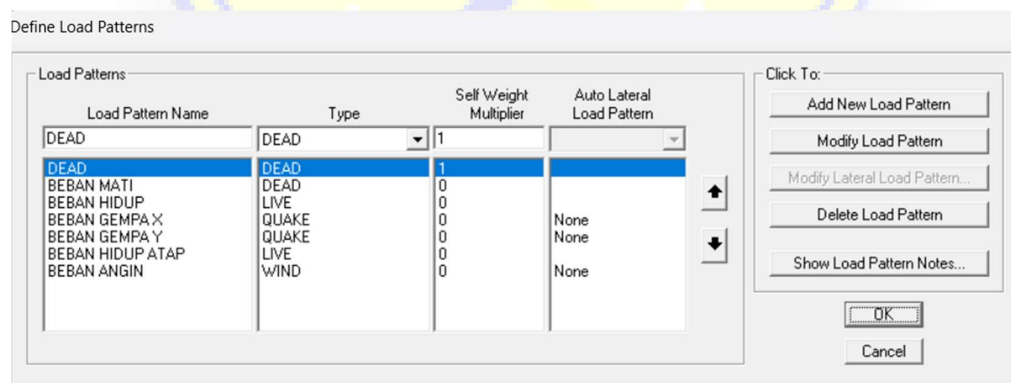 Define Load Patterns
Load Patterns
Click To:
Load Pattern Name Type Self Weight Multiplier Auto Lateral Load Pattern
DEAD DEAD 1
DEAD DEAD 1
BEBAN MATI DEAD 0
BEBAN HIDUP LIVE 0
BEBAN GEMPA X QUAKE 0 None
BEBAN GEMPA Y QUAKE 0 None
BEBAN HIDUP ATAP LIVE 0
BEBAN ANGIN WIND 0 None
Add New Load Pattern
Modify Load Pattern
Modify Lateral Load Pattern...
Delete Load Pattern
Show Load Pattern Notes...
OK
Cancel